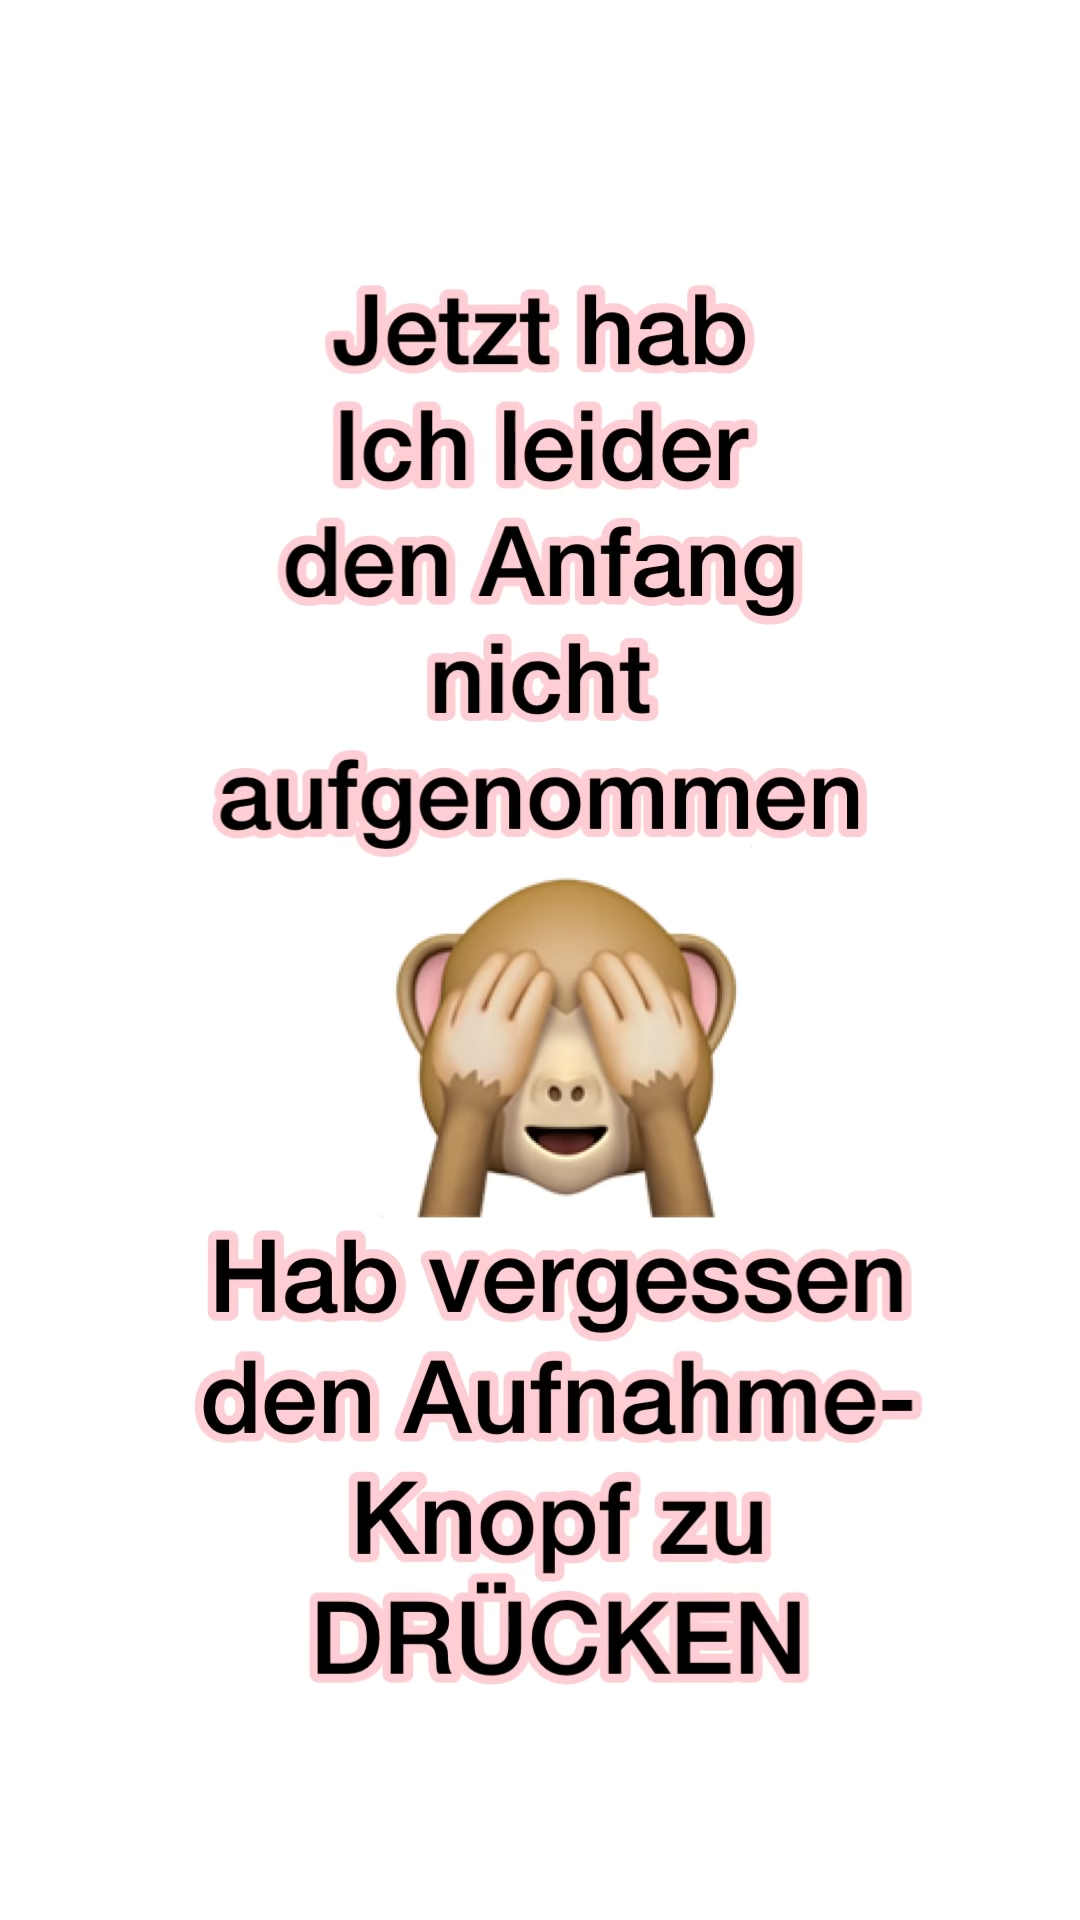 Jetzt hab
Ich leider
den Anfang
nicht
aufgenommen
Hab vergessen
den Aufnahme-
Knopf zu
DRÜCKEN